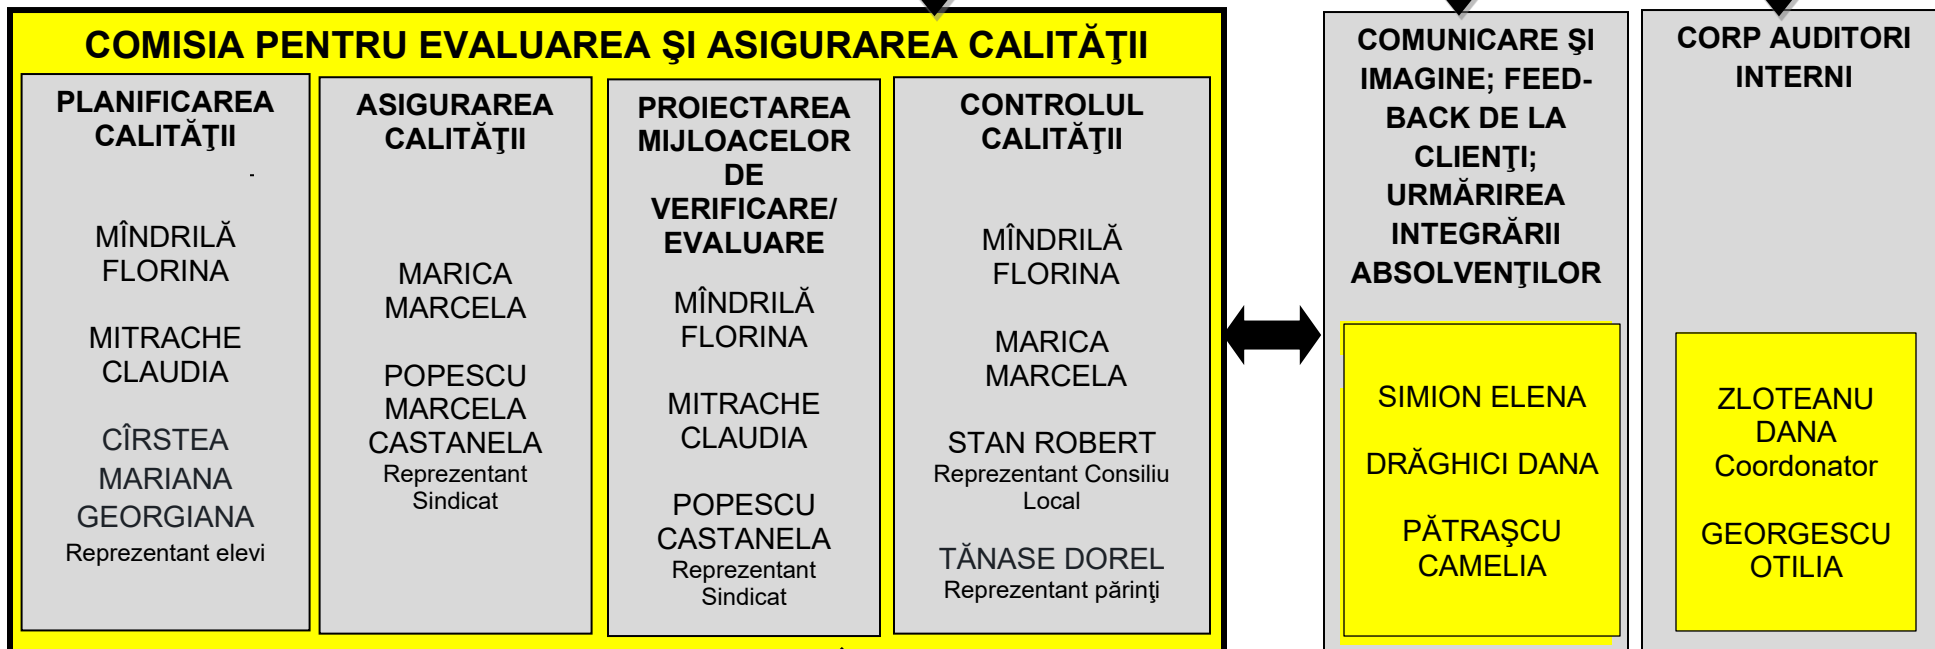 COMISIA PENTRU EVALUAREA ŞI ASIGURAREA CALITĂŢII
PLANIFICAREA
CALITĂŢII
-
MÎNDRILĂ
FLORINA
MITRACHE
CLAUDIA
CÎRSTEA
MARIANA
GEORGIANA
Reprezentant elevi
ASIGURAREA
CALITĂŢII
MARICA
MARCELA
POPESCU
MARCELA
CASTANELA
Reprezentant
Sindicat
PROIECTAREA
MIJLOACELOR
DE
VERIFICARE/
EVALUARE
MÎNDRILĂ
FLORINA
MITRACHE
CLAUDIA
POPESCU
CASTANELA
Reprezentant
Sindicat
CONTROLUL
CALITĂŢII
MÎNDRILĂ
FLORINA
MARICA
MARCELA
STAN ROBERT
Reprezentant Consiliu
Local
TĂNASE DOREL
Reprezentant părinţi
COMUNICARE ŞI
IMAGINE; FEED-
BACK DE LA
CLIENŢI;
URMĂRIREA
INTEGRĂRII
ABSOLVENŢILOR
SIMION ELENA
DRĂGHICI DANA
PĂTRAŞCU
CAMELIA
CORP AUDITORI
INTERNI
ZLOTEANU
DANA
Coordonator
GEORGESCU
OTILIA